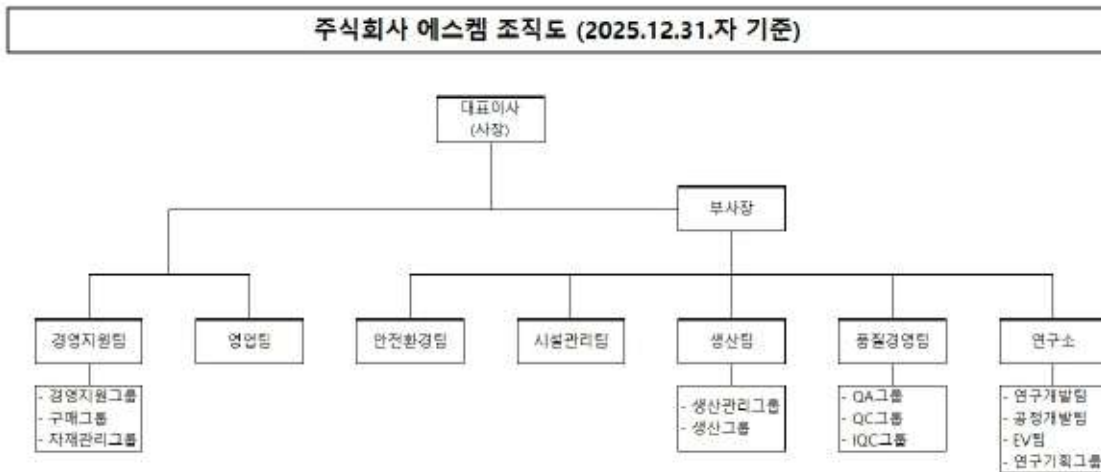 주식회사 에스켐 조직도 (2025.12.31.자 기준)
대표이사
(사장)
부사장
경영지원팀
영업팀
안전환경팀
시설관리팀
생산팀
품질경영팀
연구소
- 경영지원그룹
- 구매그룹
- 자재관리그룹
- 생산관리그룹
- 생산그룹
- QA그룹
- QC그룹
- IQC그룹
- 연구개발팀
- 공정개발팀
- EV팀
- 연구기획그룹